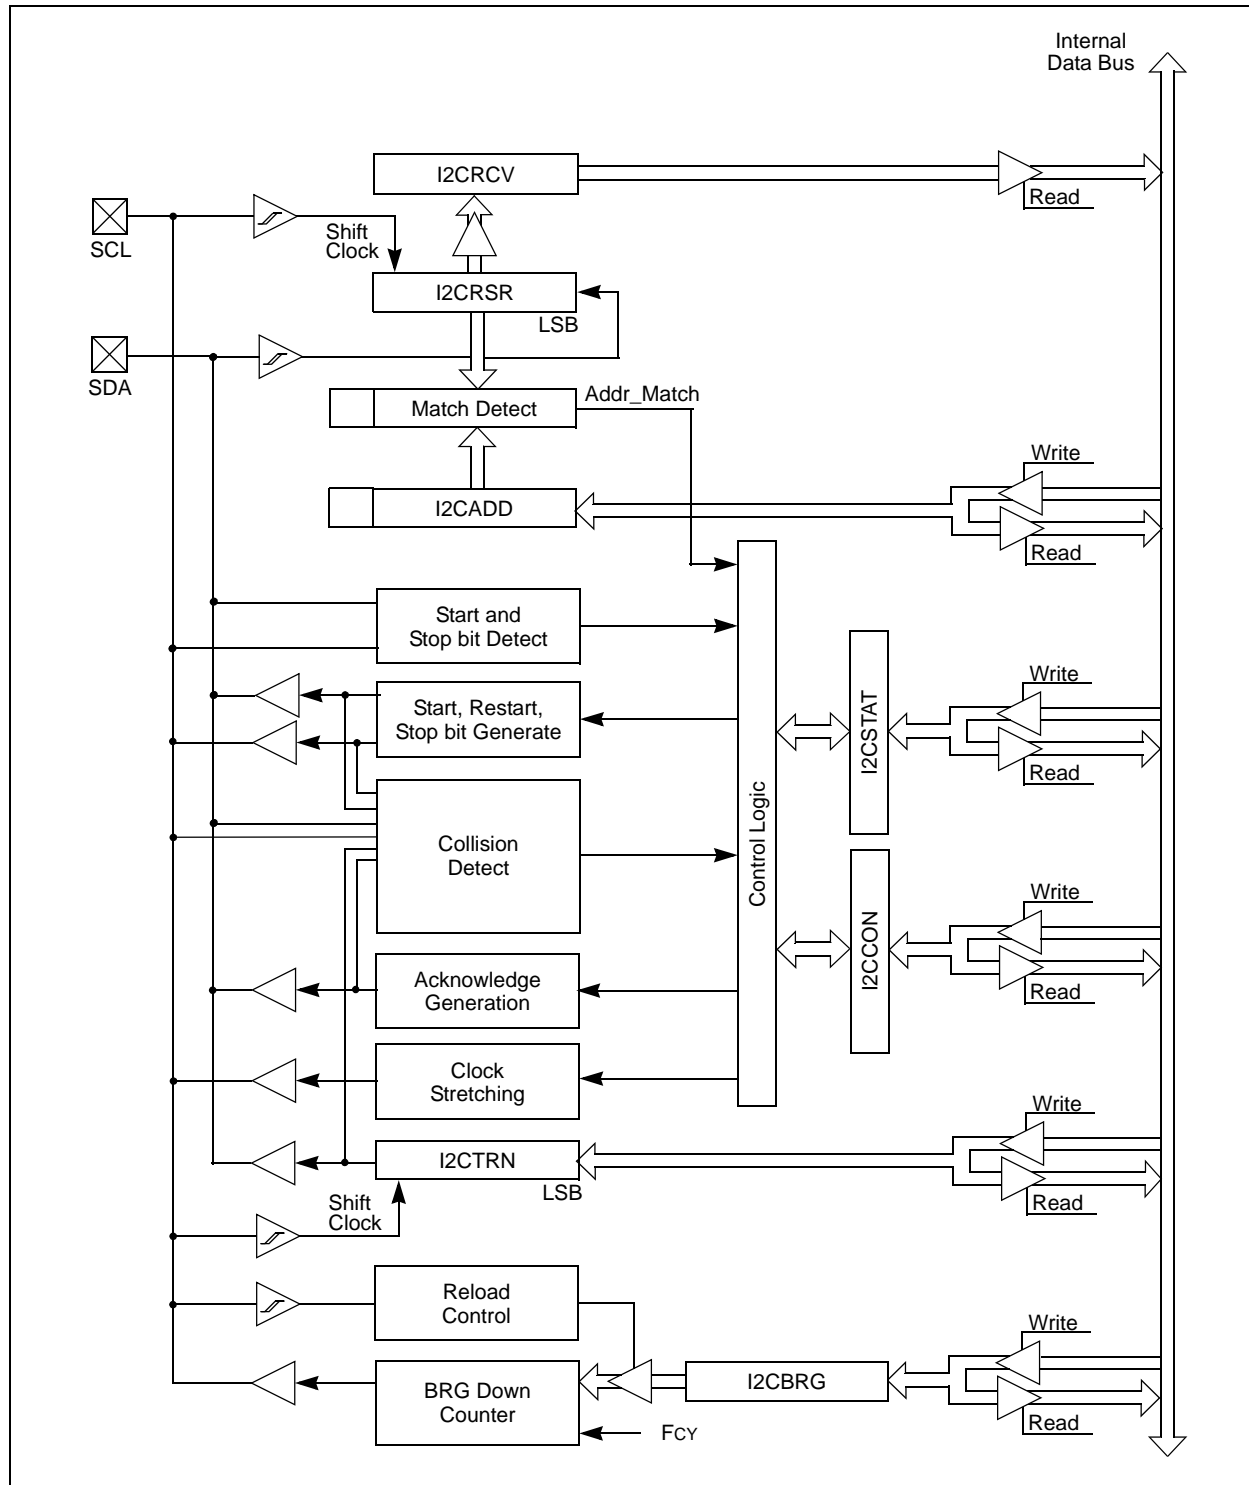 Internal
Data Bus
I2CRCV
Read
SCL
Shift
Clock
I2CRSR
LSB
SDA
Addr_Match
Match Detect
Write
I2CADD
Read
Start and
Stop bit Detect
Write
Start, Restart,
Stop bit Generate
I2CSTAT
Read
Control Logic
Collision
Detect
Write
I2CCON
Acknowledge
Generation
Read
Clock
Stretching
Write
I2CTRN
LSB
Read
Shift
Clock
Reload
Control
Write
I2CBRG
BRG Down
Counter
Read
FCY